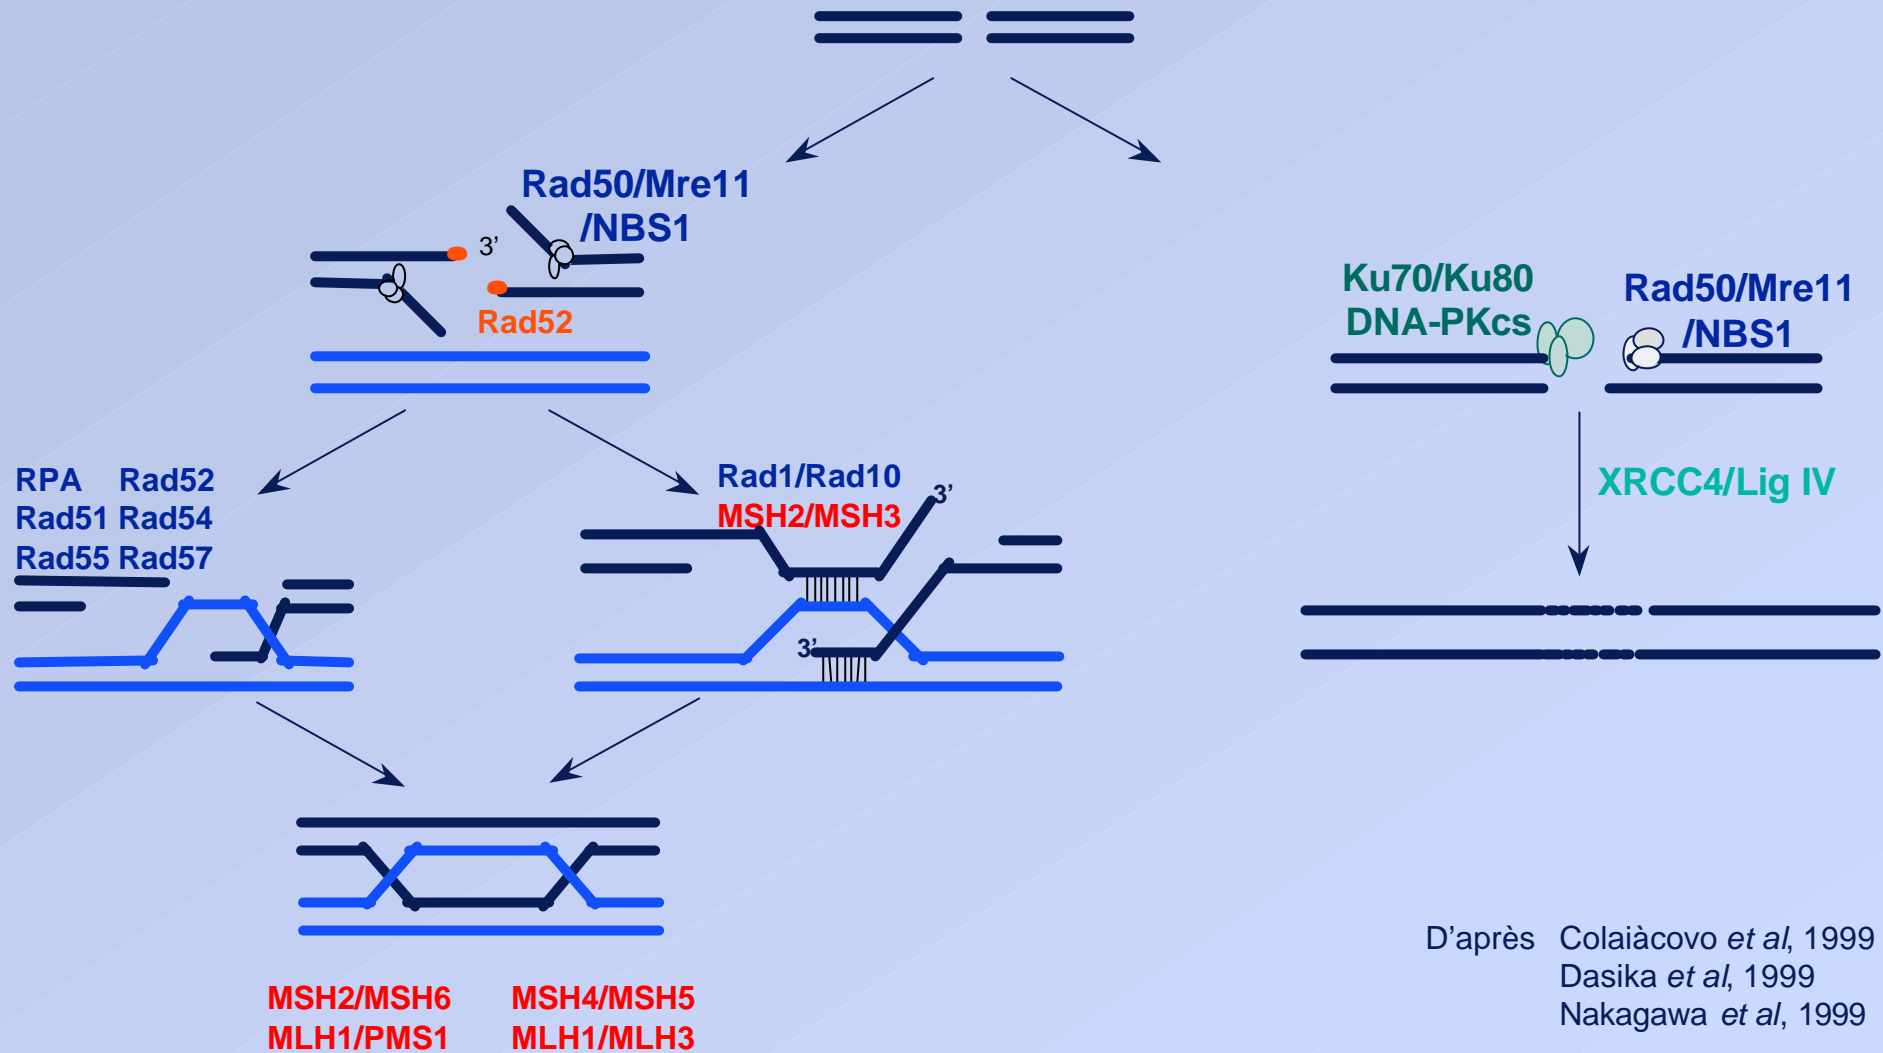 Rad50/Mre11
/NBS1
3’
Rad52
Ku70/Ku80
DNA-PKcs
Rad50/Mre11
/NBS1
XRCC4/Lig IV
RPA Rad52
Rad51 Rad54
Rad55 Rad57
Rad1/Rad10
MSH2/MSH3
3’
3’
MSH2/MSH6
MLH1/PMS1
MSH4/MSH5
MLH1/MLH3
D'après Colaiàcovo et al, 1999
Dasika et al, 1999
Nakagawa et al, 1999